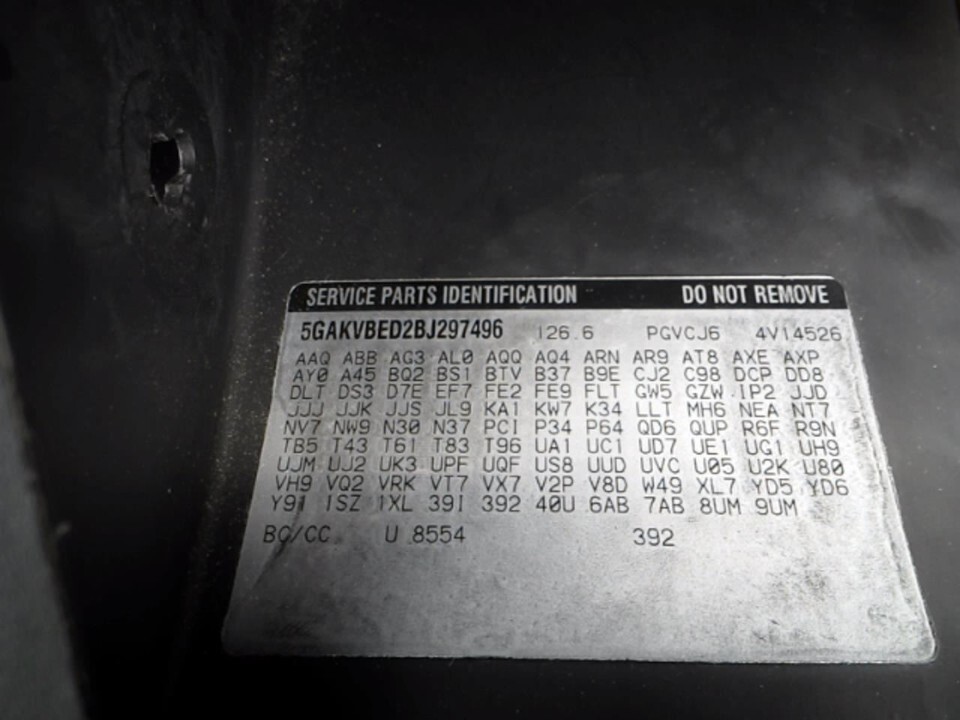 SERVICE PARTS IDENTIFICATION DO NOT REMOVE
5GAKVBED2BJ297496 126.6 PGVCJ6 4V14526
AAQ ABB AG3 AL0 AQQ AQ4 ARN AR9 AT8 AXE AXP
AY0 A45 BQ2 BS1 BTV B37 B9E CJ2 C98 DCP DD8
DLT DS3 D7E EF7 FE2 FE9 FLT GW5 GZW IP2 JJD
JJJ JJK JJS JL9 KA1 KW7 K34 LLT MH6 NEA NT7
NV7 NW9 N30 N37 PCI P34 P64 QD6 QUP R6F R9N
TB5 T43 T61 T83 T96 UA1 UC1 UD7 UE1 UG1 UH9
UJM UJ2 UK3 UPF UQF US8 UUD UVC U05 U2K U80
VH9 VQ2 VRK VT7 VX7 V2P V8D W49 XL7 YD5 YD6
Y91 1SZ 1XL 39I 392 40U 6AB 7AB 8UM 9UM
BC/CC U 8554 392